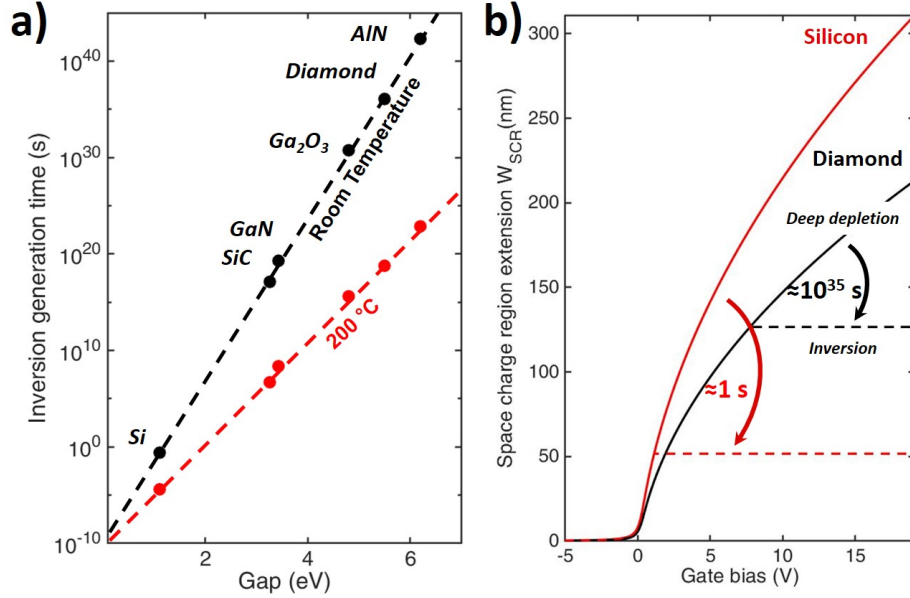 a)
Inversion generation time (s)
10^40
10^30
10^20
10^10
10^0
10^-10
2
4
6
Gap (eV)
AlN
Diamond
Ga₂O₃
GaN
SiC
Si
Room Temperature
200 °C
b)
Space charge region extension W_SCR(nm)
300
250
200
150
100
50
0
-5
0
5
10
15
Gate bias (V)
Silicon
Diamond
Deep depletion
≈10^35 s
Inversion
≈1 s